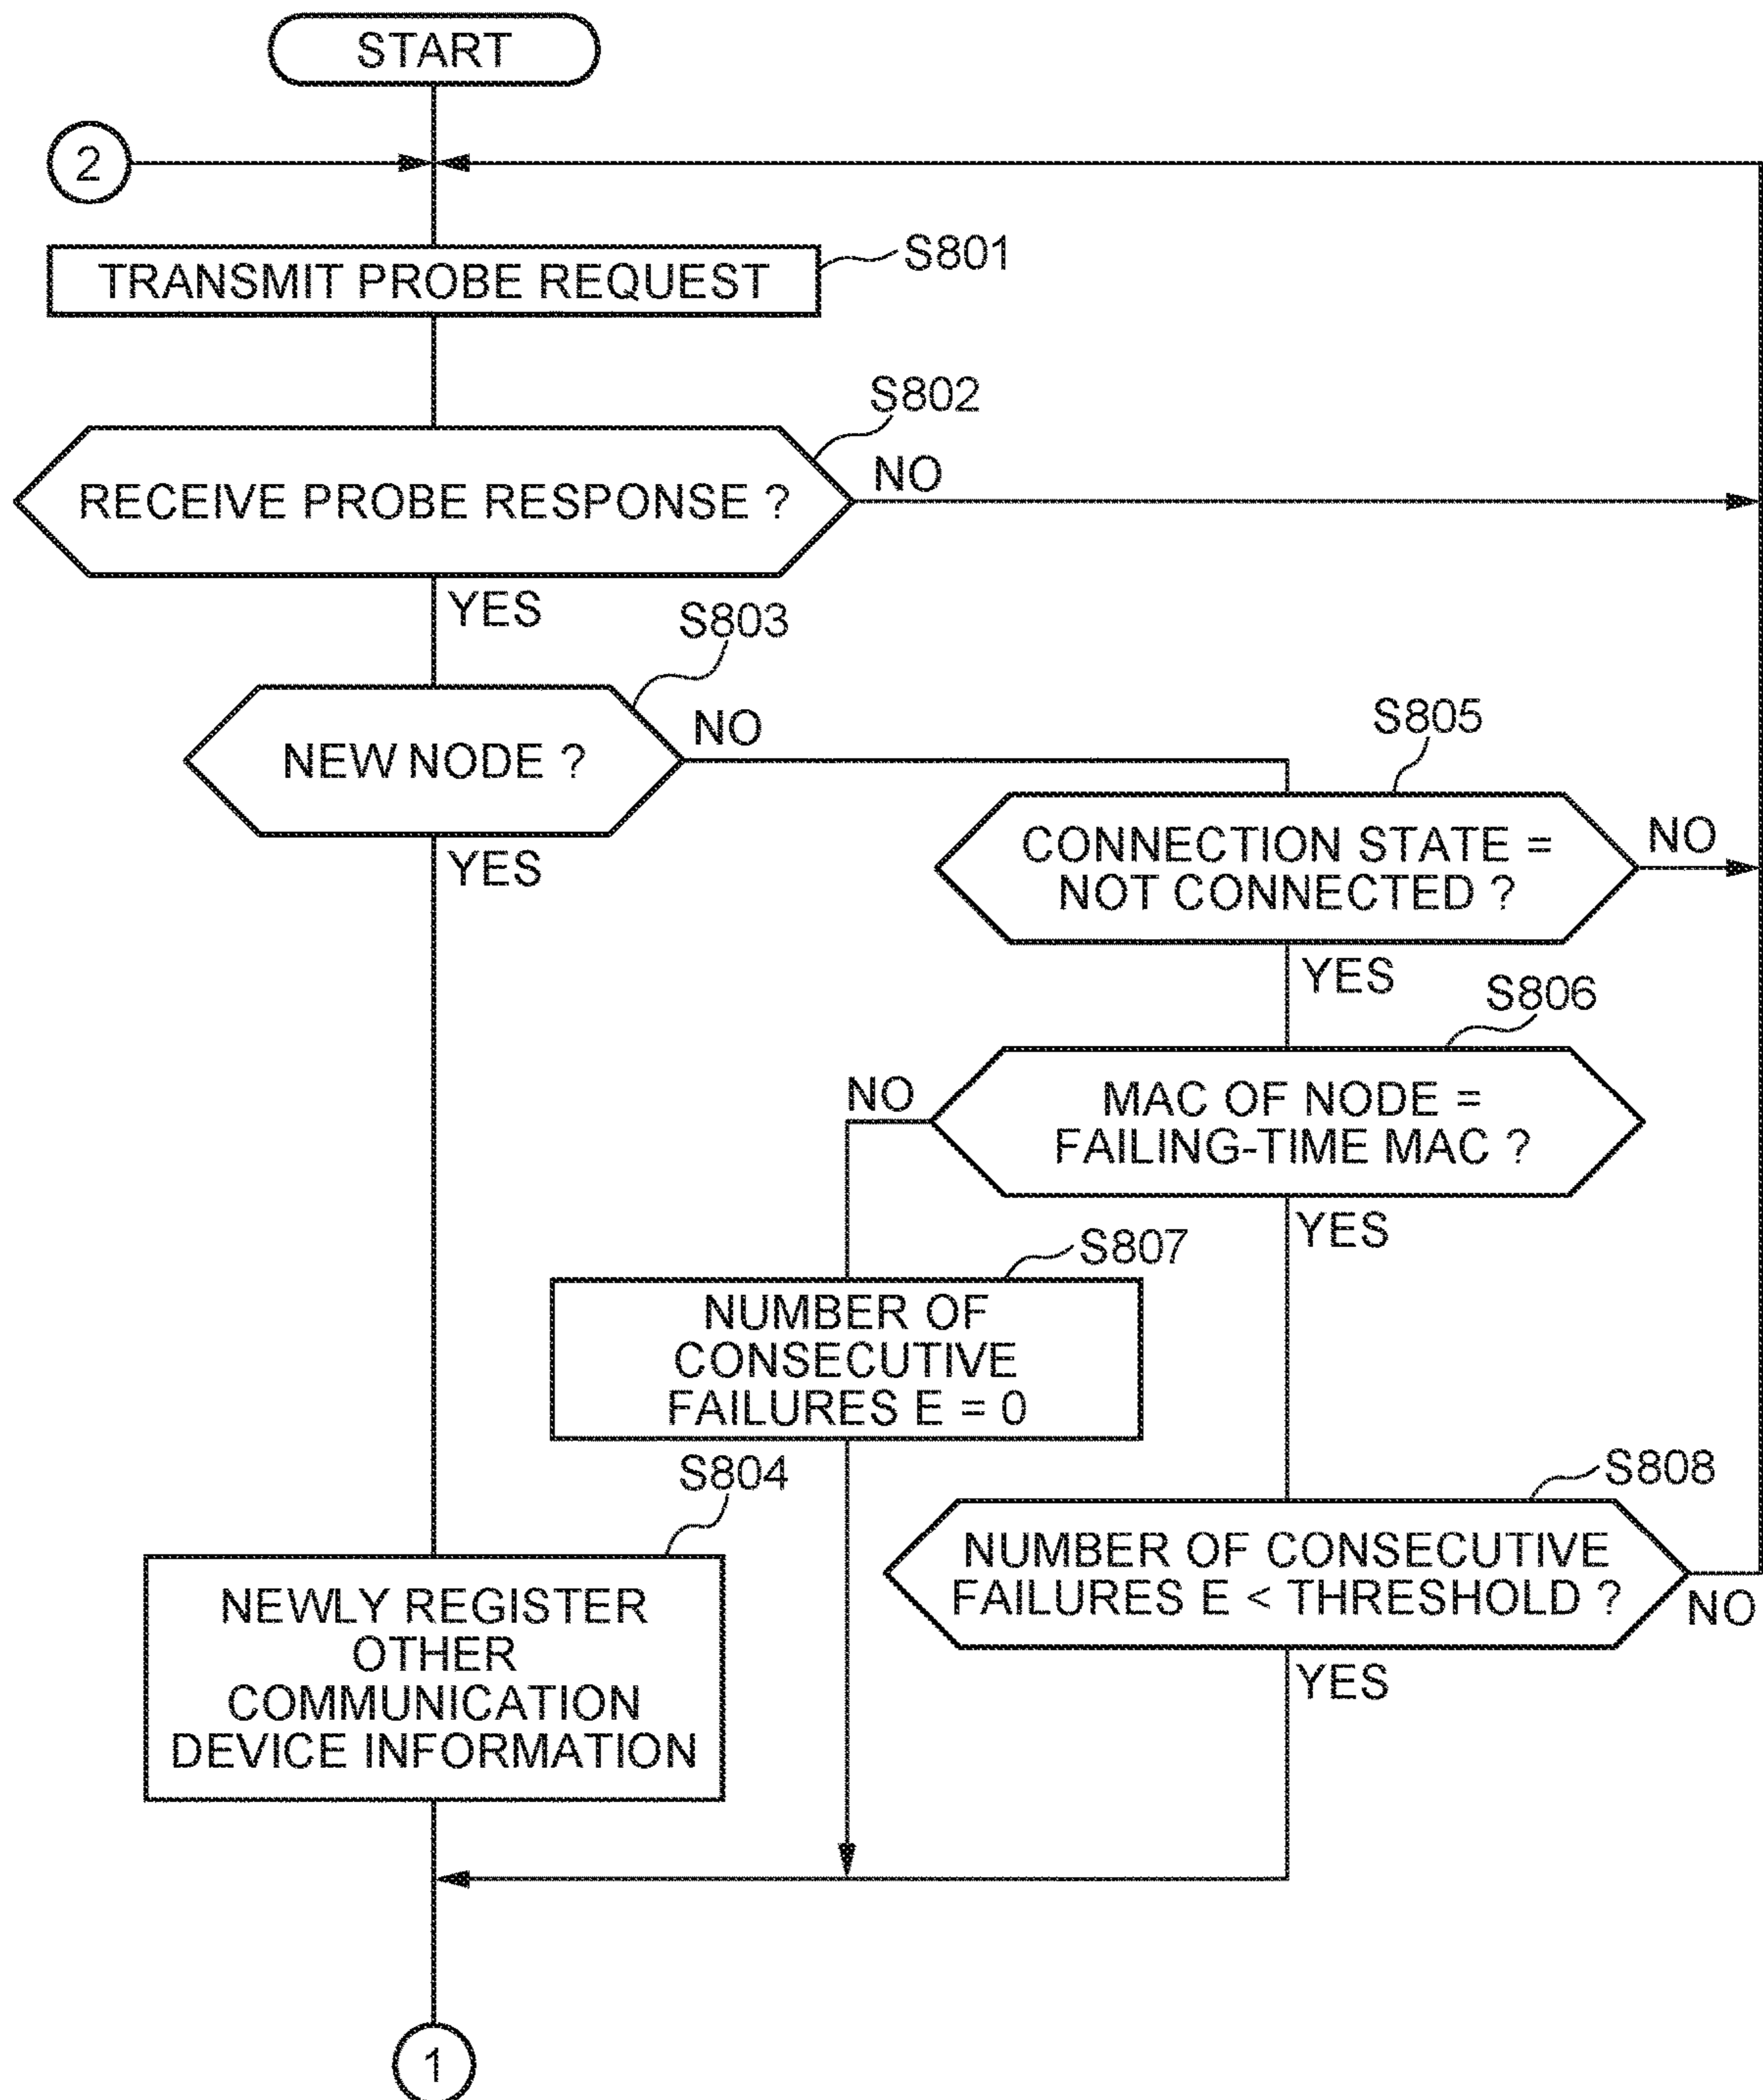 START
2
TRANSMIT PROBE REQUEST
S801
S802
RECEIVE PROBE RESPONSE ?
NO
YES
S803
NEW NODE ?
NO
YES
S805
CONNECTION STATE =
NOT CONNECTED ?
NO
YES
S806
MAC OF NODE =
FAILING-TIME MAC ?
NO
YES
S807
NUMBER OF
CONSECUTIVE
FAILURES E = 0
S804
NEWLY REGISTER
OTHER
COMMUNICATION
DEVICE INFORMATION
S808
NUMBER OF CONSECUTIVE
FAILURES E < THRESHOLD ?
NO
YES
1